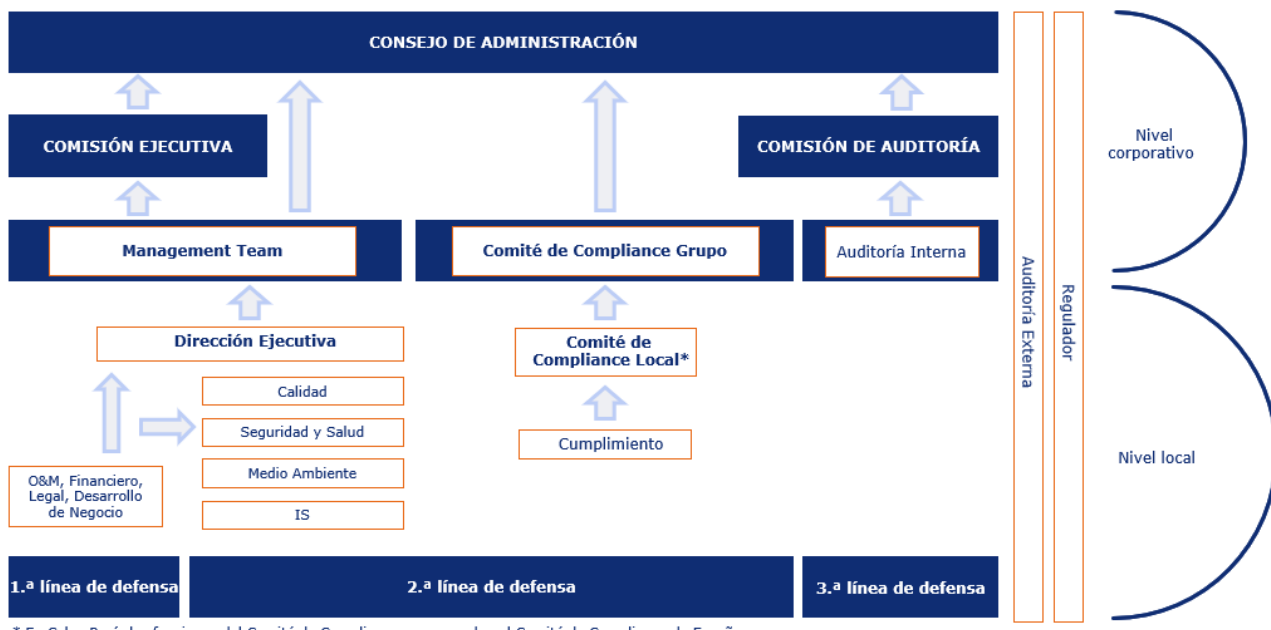 CONSEJO DE ADMINISTRACIÓN
COMISIÓN EJECUTIVA
COMISIÓN DE AUDITORÍA
Management Team
Comité de Compliance Grupo
Auditoría Interna
Dirección Ejecutiva
Comité de
Compliance Local*
Calidad
Seguridad y Salud
Cumplimiento
Medio Ambiente
IS
O&M, Financiero,
Legal, Desarrollo
de Negocio
1.ª línea de defensa
2.ª línea de defensa
3.ª línea de defensa
Auditoría Externa
Regulador
Nivel
corporativo
Nivel local